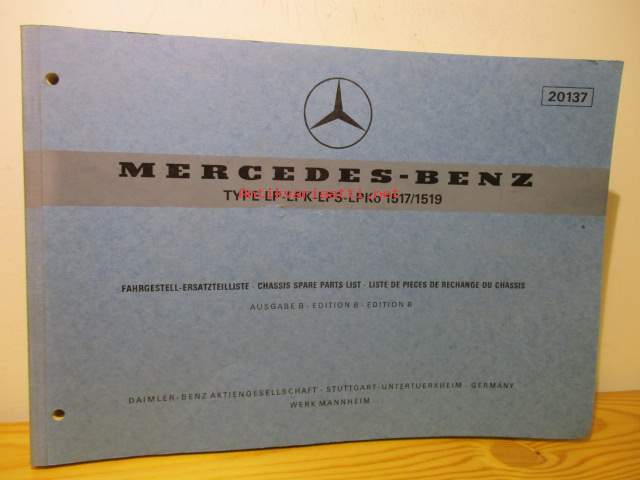 20137
MERCEDES-BENZ
TYPE LP-LPK-LPS-LPKo 1517/1519
FAHRGESTELL-ERSATZTEILLISTE · CHASSIS SPARE PARTS LIST · LISTE DE PIECES DE RECHANGE DU CHASSIS
AUSGABE B · EDITION B · EDITION B
DAIMLER-BENZ AKTIENGESELLSCHAFT · STUTTGART-UNTERTUERKHEIM · GERMANY
WERK MANNHEIM